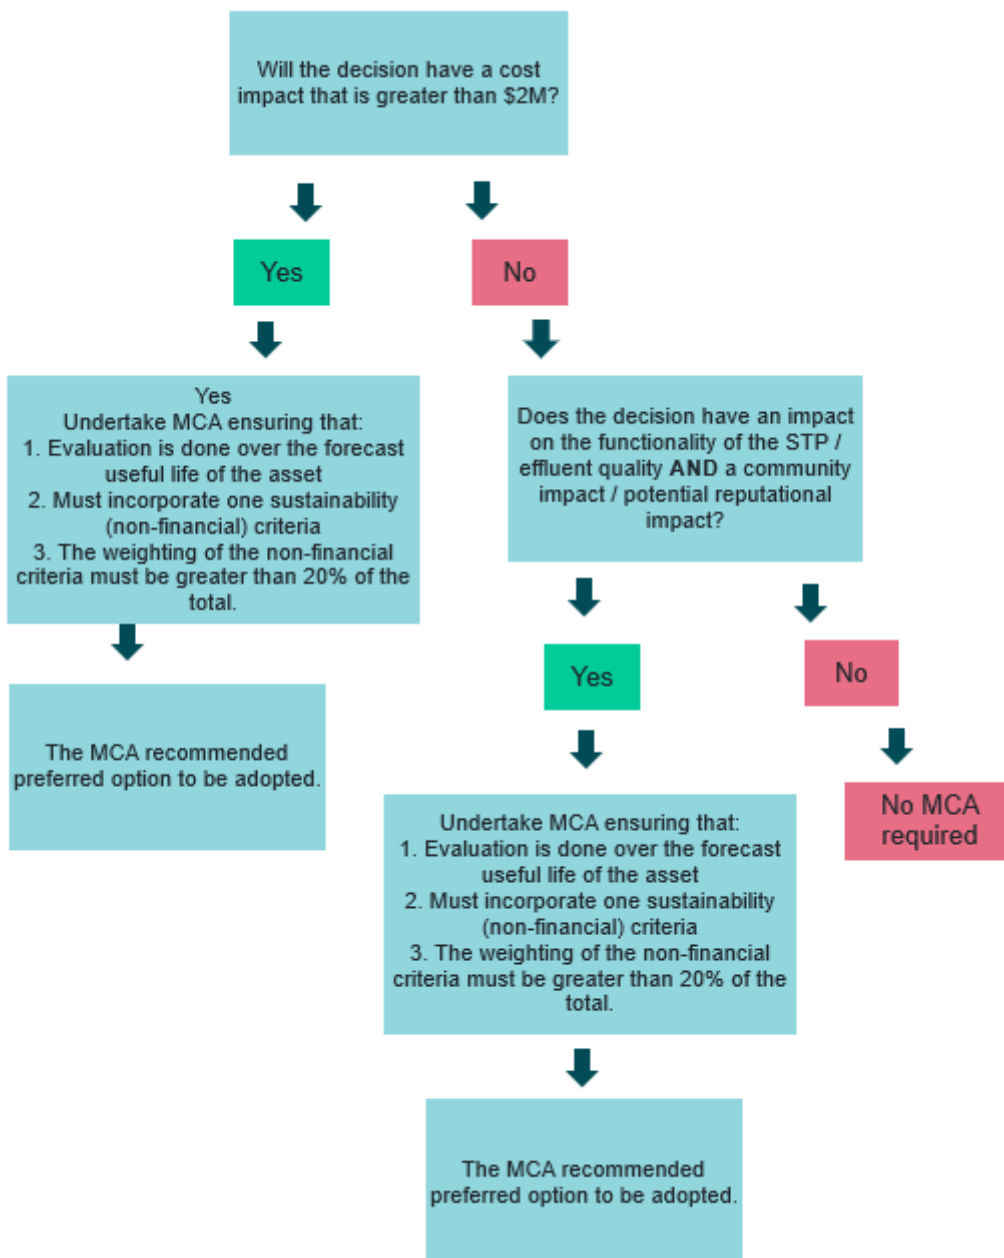 Will the decision have a cost
impact that is greater than $2M?
Yes
No
Yes
Undertake MCA ensuring that:
1. Evaluation is done over the forecast
useful life of the asset
2. Must incorporate one sustainability
(non-financial) criteria
3. The weighting of the non-financial
criteria must be greater than 20% of the
total.
Does the decision have an impact
on the functionality of the STP /
effluent quality AND a community
impact / potential reputational
impact?
The MCA recommended
preferred option to be adopted.
Yes
No
Undertake MCA ensuring that:
1. Evaluation is done over the forecast
useful life of the asset
2. Must incorporate one sustainability
(non-financial) criteria
3. The weighting of the non-financial
criteria must be greater than 20% of the
total.
No MCA
required
The MCA recommended
preferred option to be adopted.